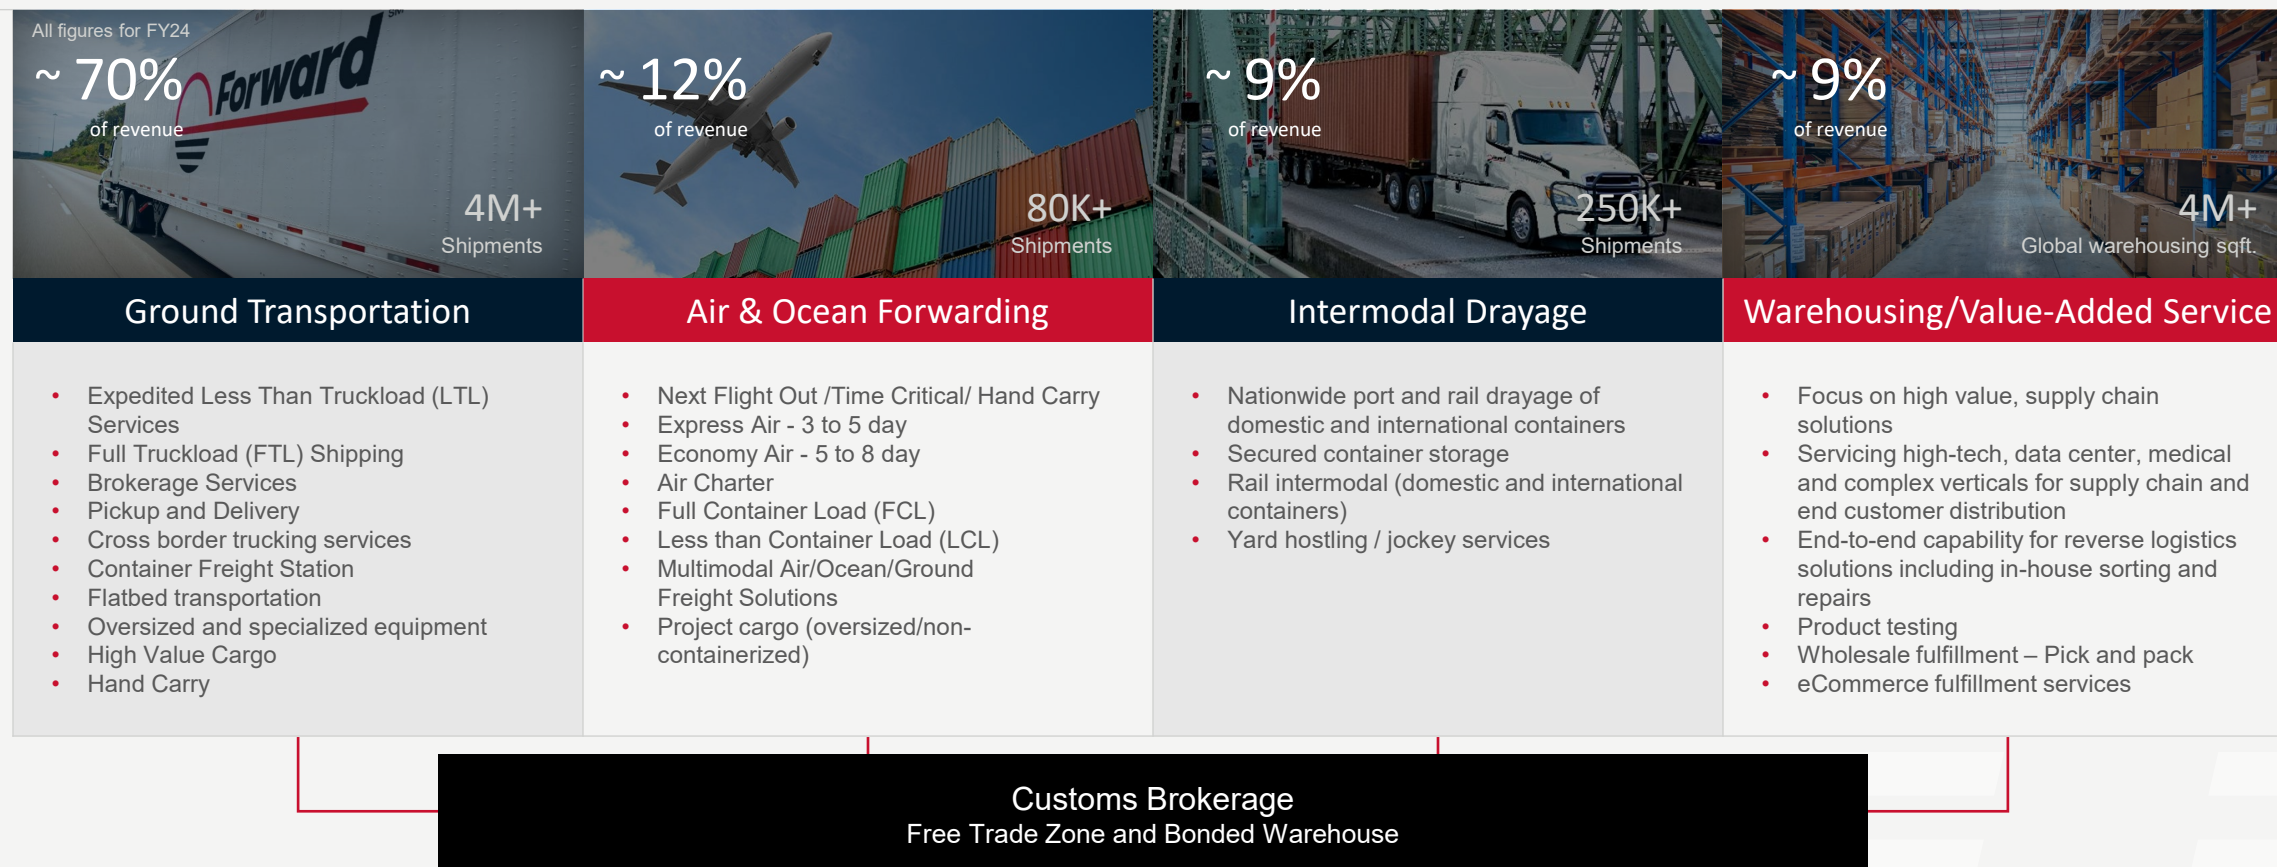 All figures for FY24
~ 70%
of revenue
Forward
SM
4M+
Shipments
Ground Transportation
• Expedited Less Than Truckload (LTL)
Services
• Full Truckload (FTL) Shipping
• Brokerage Services
• Pickup and Delivery
• Cross border trucking services
• Container Freight Station
• Flatbed transportation
• Oversized and specialized equipment
• High Value Cargo
• Hand Carry
~ 12%
of revenue
80K+
Shipments
Air & Ocean Forwarding
• Next Flight Out /Time Critical/ Hand Carry
• Express Air - 3 to 5 day
• Economy Air - 5 to 8 day
• Air Charter
• Full Container Load (FCL)
• Less than Container Load (LCL)
• Multimodal Air/Ocean/Ground
Freight Solutions
• Project cargo (oversized/non-
containerized)
~ 9%
of revenue
250K+
Shipments
Intermodal Drayage
• Nationwide port and rail drayage of
domestic and international containers
• Secured container storage
• Rail intermodal (domestic and international
containers)
• Yard hostling / jockey services
~ 9%
of revenue
4M+
Global warehousing sqft.
Warehousing/Value-Added Service
• Focus on high value, supply chain
solutions
• Servicing high-tech, data center, medical
and complex verticals for supply chain and
end customer distribution
• End-to-end capability for reverse logistics
solutions including in-house sorting and
repairs
• Product testing
• Wholesale fulfillment – Pick and pack
• eCommerce fulfillment services
Customs Brokerage
Free Trade Zone and Bonded Warehouse